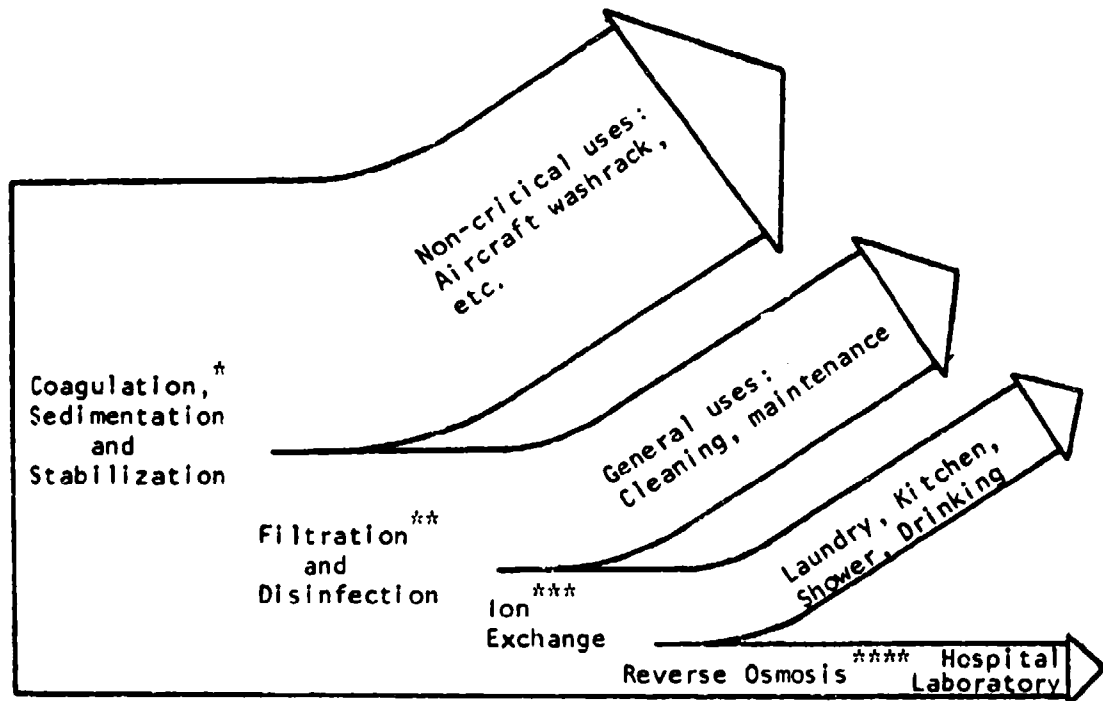 Non-critical uses:
Aircraft washrack,
etc.
Coagulation,*
Sedimentation
and
Stabilization
General uses:
Cleaning, maintenance
Filtration**
and
Disinfection
Laundry, Kitchen,
Shower, Drinking
Ion***
Exchange
Reverse Osmosis**** Hospital
Laboratory